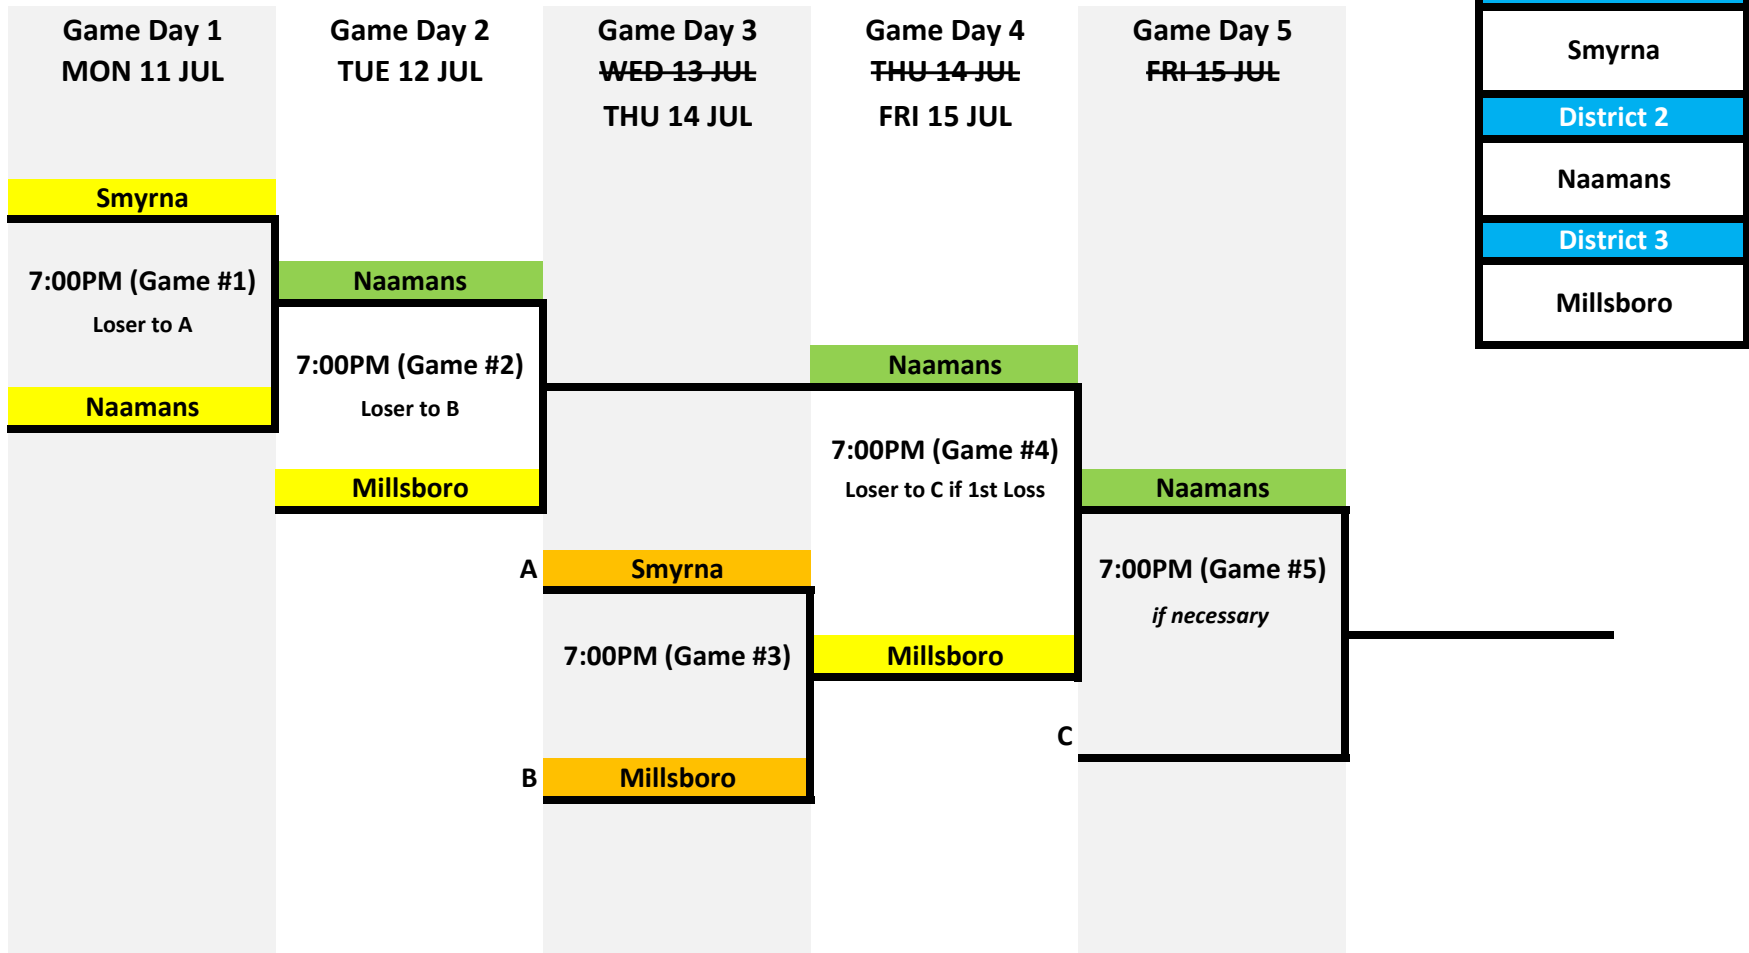 Game Day 1
MON 11 JUL
Game Day 2
TUE 12 JUL
Game Day 3
WED 13 JUL
THU 14 JUL
Game Day 4
THU 14 JUL
FRI 15 JUL
Game Day 5
FRI 15 JUL
Smyrna
District 2
Naamans
District 3
Millsboro
Smyrna
7:00PM (Game #1)
Loser to A
Naamans
Naamans
7:00PM (Game #2)
Loser to B
Millsboro
A
Smyrna
7:00PM (Game #3)
B
Millsboro
Naamans
7:00PM (Game #4)
Loser to C if 1st Loss
Millsboro
Naamans
7:00PM (Game #5)
if necessary
C